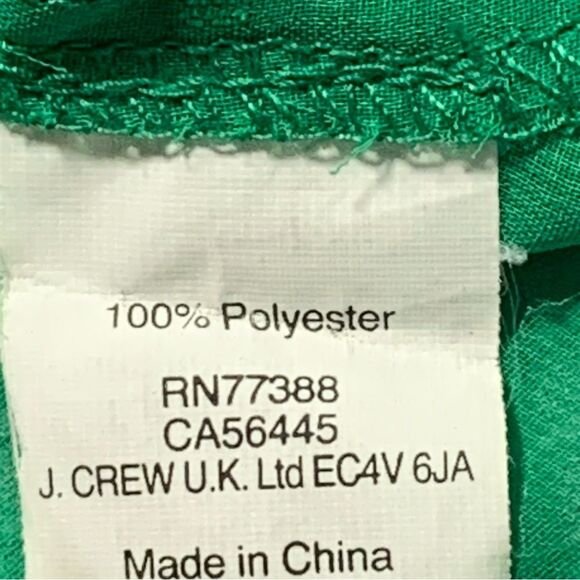 100% Polyester
RN77388
CA56445
J. CREW U.K. Ltd EC4V 6JA
Made in China